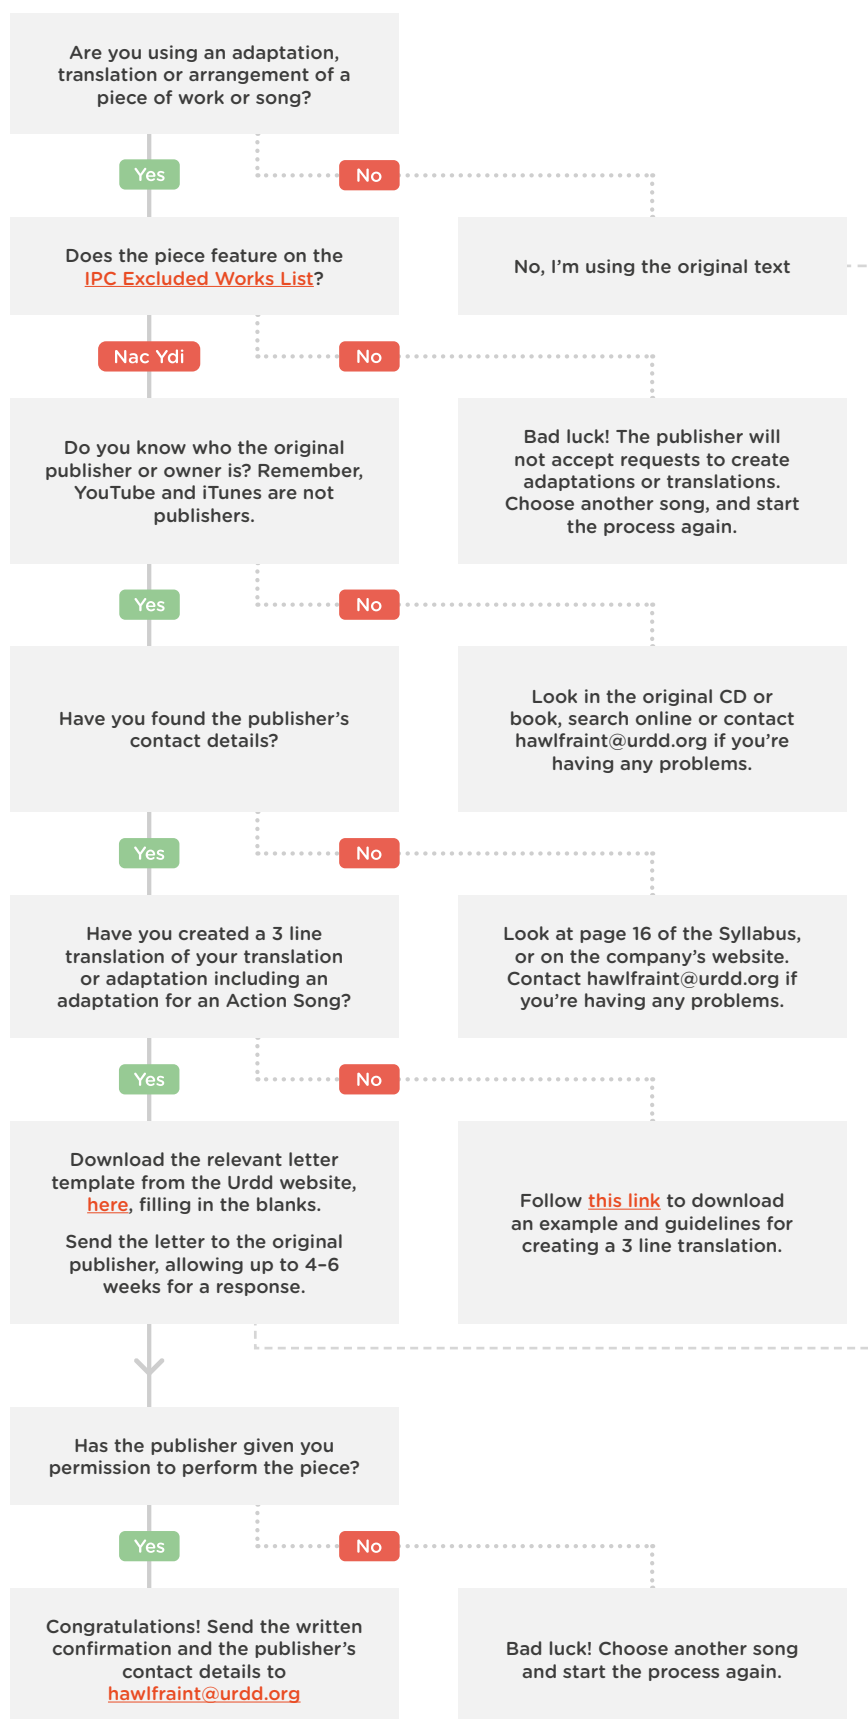 Are you using an adaptation,
translation or arrangement of a
piece of work or song?
Yes
No
Does the piece feature on the
IPC Excluded Works List?
No, I'm using the original text
Nac Ydi
No
Do you know who the original
publisher or owner is? Remember,
YouTube and iTunes are not
publishers.
Bad luck! The publisher will
not accept requests to create
adaptations or translations.
Choose another song, and start
the process again.
Yes
No
Have you found the publisher's
contact details?
Look in the original CD or
book, search online or contact
hawlfraint@urdd.org if you're
having any problems.
Yes
No
Have you created a 3 line
translation of your translation
or adaptation including an
adaptation for an Action Song?
Look at page 16 of the Syllabus,
or on the company's website.
Contact hawlfraint@urdd.org if
you're having any problems.
Yes
No
Download the relevant letter
template from the Urdd website,
here, filling in the blanks.
Send the letter to the original
publisher, allowing up to 4–6
weeks for a response.
Follow this link to download
an example and guidelines for
creating a 3 line translation.
Has the publisher given you
permission to perform the piece?
Yes
No
Congratulations! Send the written
confirmation and the publisher's
contact details to
hawlfraint@urdd.org
Bad luck! Choose another song
and start the process again.